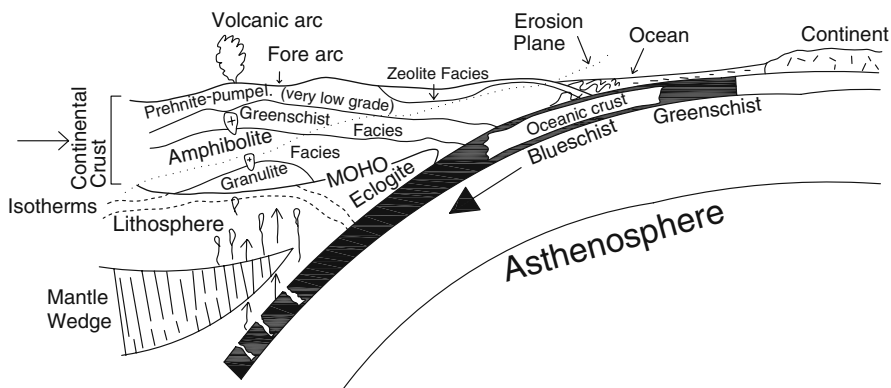 Volcanic arc
Fore arc
Erosion
Plane
Ocean
Continent
Zeolite Facies
Prehnite-pumpel. (very low grade)
Greenschist
Facies
Continental
Crust
Amphibolite
Facies
Granulite
MOHO
Eclogite
Oceanic crust
Blueschist
Greenschist
Isotherms
Lithosphere
Asthenosphere
Mantle
Wedge